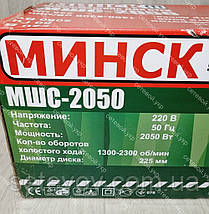 МИНСК
МШС-2050
Напряжение: 220 В
Частота: 50 Гц
Мощность: 2050 Вт
Кол-во оборотов
холостого хода: 1300-2300 об/мин
Диаметр диска: 225 мм